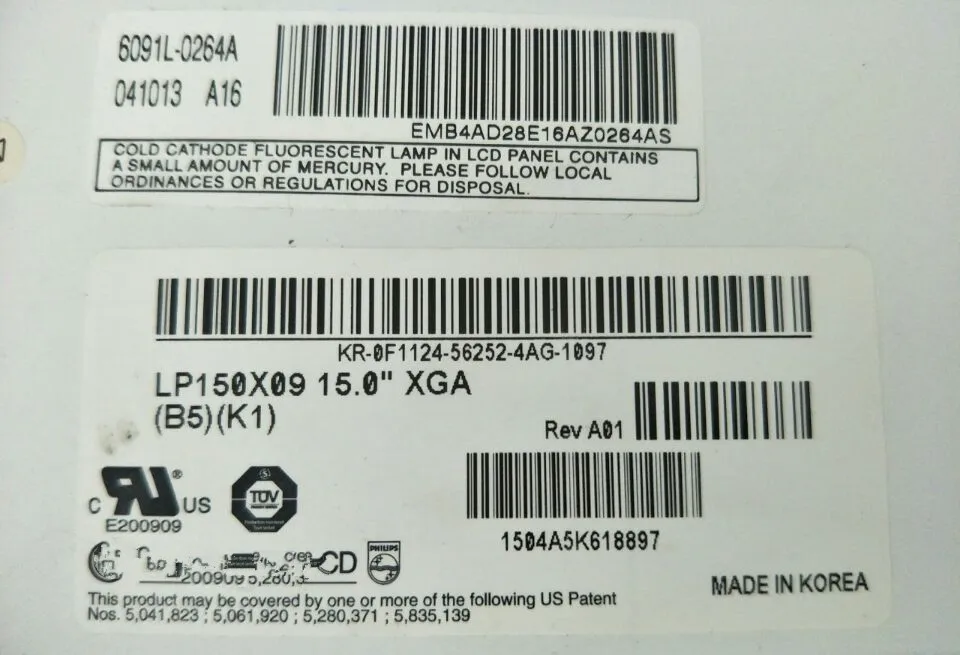 6091L-0264A
041013 A16
EMB4AD28E16AZ0264AS
COLD CATHODE FLUORESCENT LAMP IN LCD PANEL CONTAINS
A SMALL AMOUNT OF MERCURY. PLEASE FOLLOW LOCAL
ORDINANCES OR REGULATIONS FOR DISPOSAL.
KR-0F1124-56252-4AG-1097
LP150X09 15.0" XGA
(B5)(K1)
Rev A01
C RU ® US
E200909
TÜV
1504A5K618897
CD
PHILIPS
MADE IN KOREA
This product may be covered by one or more of the following US Patent
Nos. 5,041,823 ; 5,061,920 ; 5,280,371 ; 5,835,139